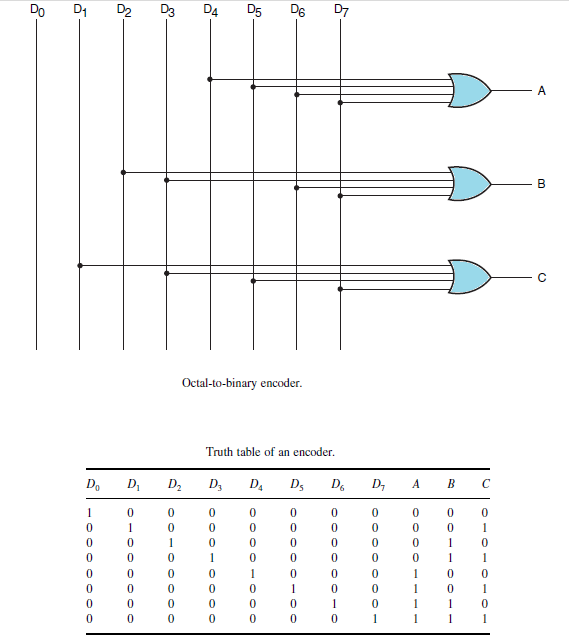 D0 D1 D2 D3 D4 D5 D6 D7
A
B
C
Octal-to-binary encoder.
Truth table of an encoder.
D0 D1 D2 D3 D4 D5 D6 D7 A B C
1 0 0 0 0 0 0 0 0 0 0
0 1 0 0 0 0 0 0 0 0 1
0 0 1 0 0 0 0 0 0 1 0
0 0 0 1 0 0 0 0 0 1 1
0 0 0 0 1 0 0 0 1 0 0
0 0 0 0 0 1 0 0 1 0 1
0 0 0 0 0 0 1 0 1 1 0
0 0 0 0 0 0 0 1 1 1 1